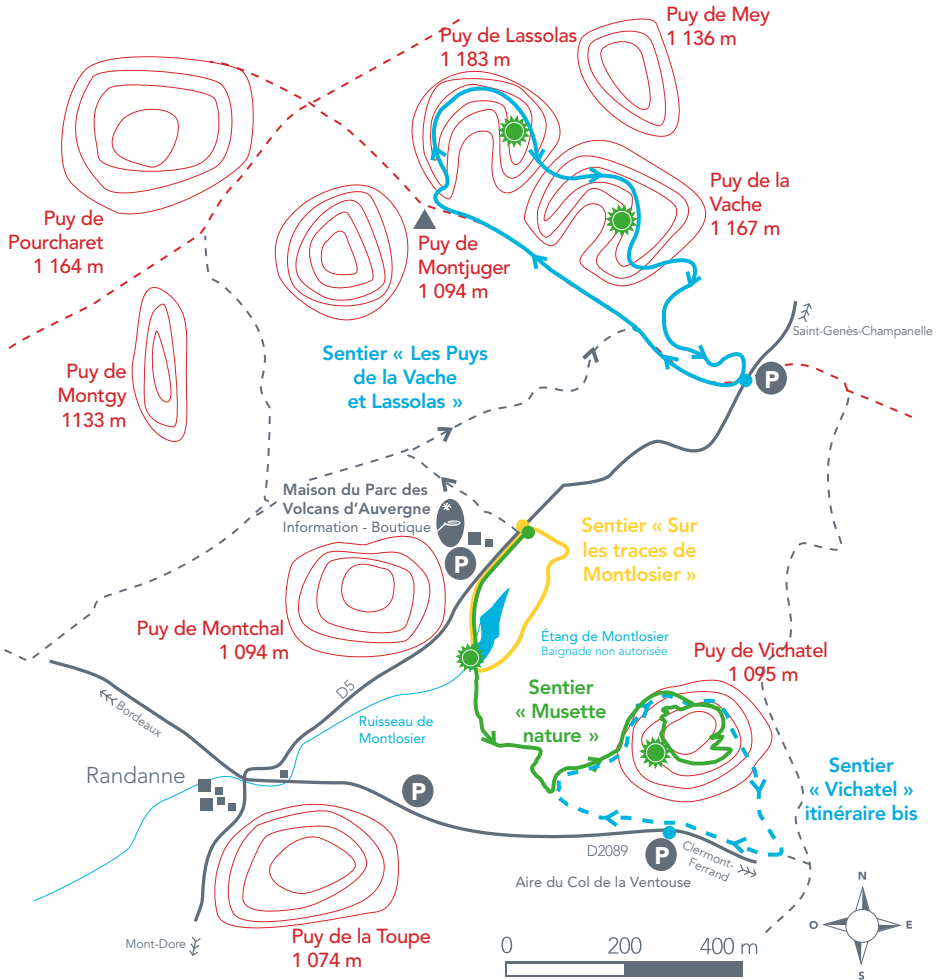 Puy de Mey
1 136 m
Puy de Lassolas
1 183 m
Puy de
Pourcharet
1 164 m
Puy de
Montjuger
1 094 m
Puy de la
Vache
1 167 m
Saint-Genès-Champanelle
Puy de
Montgy
1133 m
Sentier « Les Puys
de la Vache
et Lassolas »
P
Maison du Parc des
Volcans d'Auvergne
Information - Boutique
P
Sentier « Sur
les traces de
Montlosier »
Puy de Montchal
1 094 m
Étang de Montlosier
Baignade non autorisée
Puy de Vichatel
1 095 m
D5
Bordeaux
Ruisseau de
Montlosier
Sentier
« Musette
nature »
Randanne
P
Sentier
« Vichatel »
itinéraire bis
D2089
P
Clermont-
Ferrand
Aire du Col de la Ventouse
Mont-Dore
Puy de la Toupe
1 074 m
0 200 400 m
N
O E
S